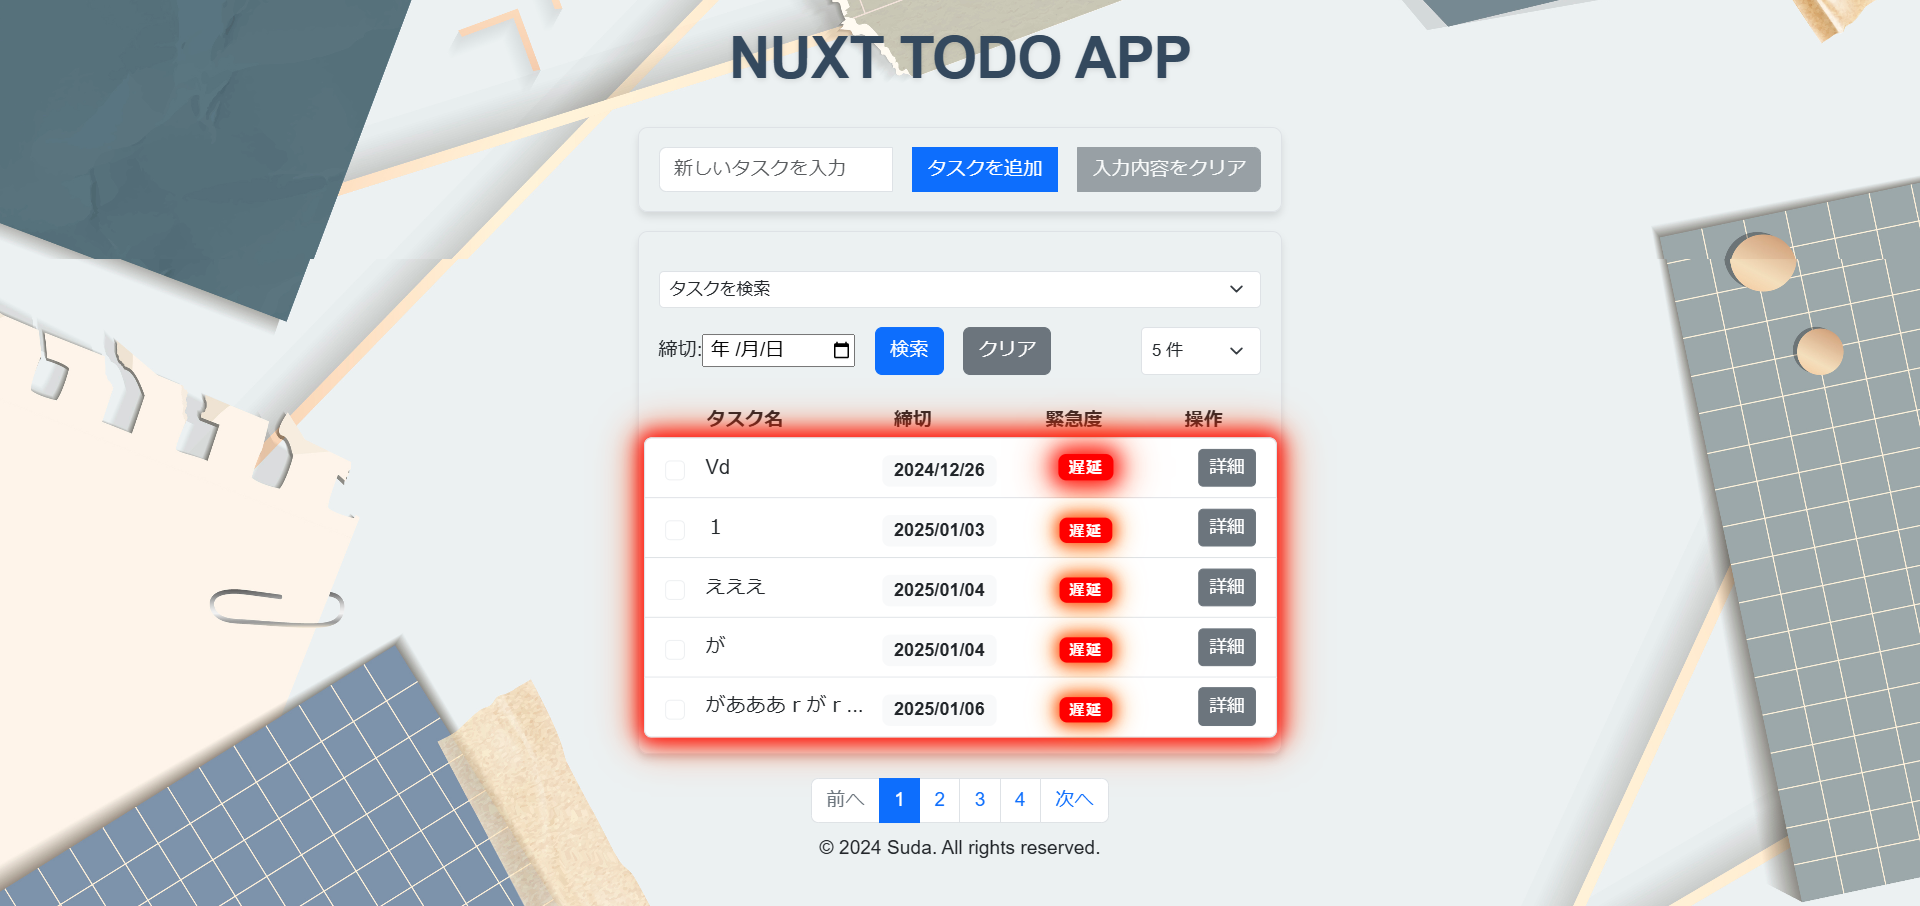 NUXT TODO APP
新しいタスクを入力 タスクを追加 入力内容をクリア
タスクを検索
締切: 年 /月/日 検索 クリア 5 件
タスク名 締切 緊急度 操作
Vd 2024/12/26 遅延 詳細
１ 2025/01/03 遅延 詳細
えええ 2025/01/04 遅延 詳細
が 2025/01/04 遅延 詳細
があああｒがｒ... 2025/01/06 遅延 詳細
前へ 1 2 3 4 次へ
© 2024 Suda. All rights reserved.